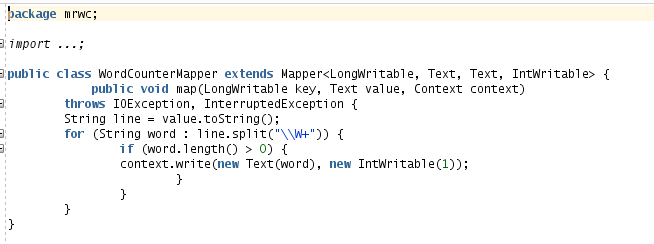 package mrwc;
import ...;
public class WordCounterMapper extends Mapper<LongWritable, Text, Text, IntWritable> {
public void map(LongWritable key, Text value, Context context)
throws IOException, InterruptedException {
String line = value.toString();
for (String word : line.split("\\W+")) {
if (word.length() > 0) {
context.write(new Text(word), new IntWritable(1));
}
}
}
}